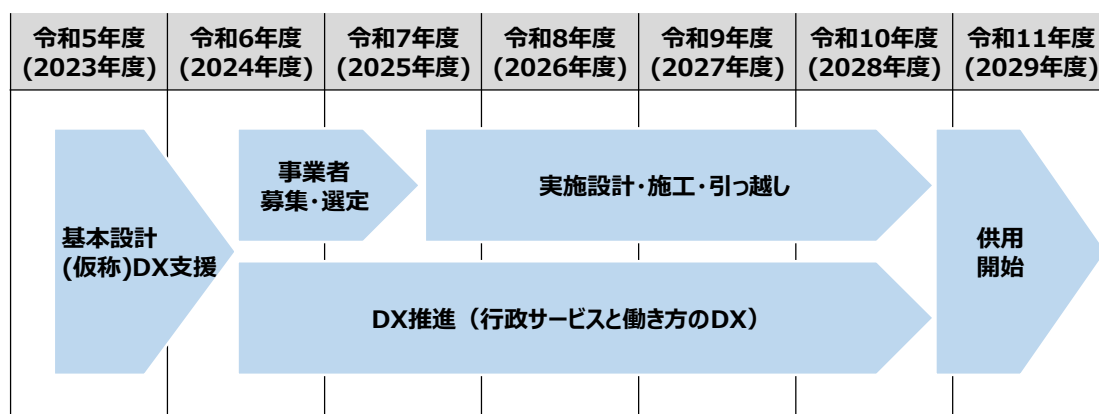 令和5年度
(2023年度)
令和6年度
(2024年度)
令和7年度
(2025年度)
令和8年度
(2026年度)
令和9年度
(2027年度)
令和10年度
(2028年度)
令和11年度
(2029年度)
基本設計
(仮称)DX支援
事業者
募集・選定
実施設計・施工・引っ越し
DX推進（行政サービスと働き方のDX）
供用
開始